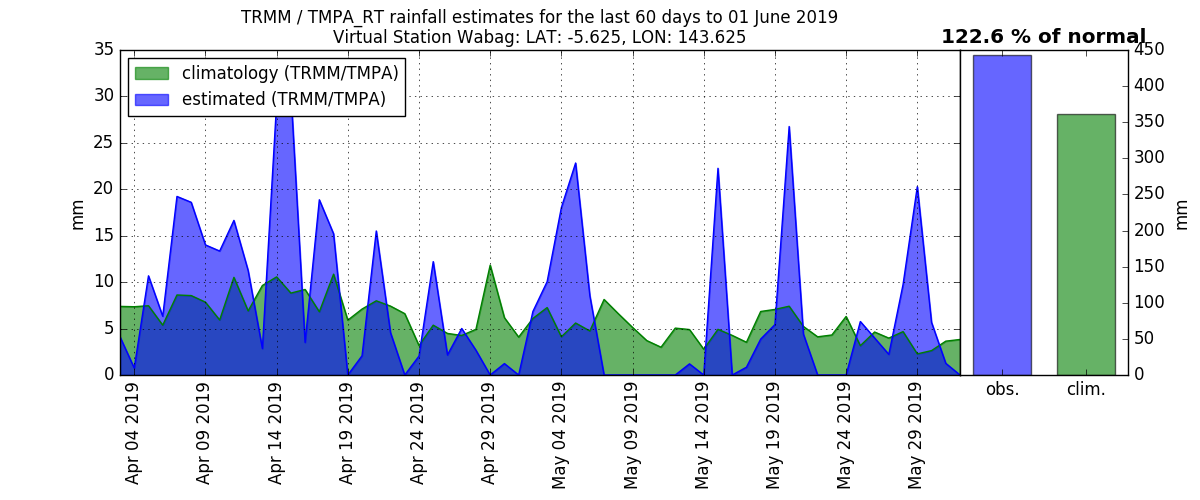 TRMM / TMPA_RT rainfall estimates for the last 60 days to 01 June 2019
Virtual Station Wabag: LAT: -5.625, LON: 143.625
122.6 % of normal
climatology (TRMM/TMPA)
estimated (TRMM/TMPA)
mm
35
30
25
20
15
10
5
0
Apr 04 2019
Apr 09 2019
Apr 14 2019
Apr 19 2019
Apr 24 2019
Apr 29 2019
May 04 2019
May 09 2019
May 14 2019
May 19 2019
May 24 2019
May 29 2019
obs.
clim.
450
400
350
300
250
200
150
100
50
0
mm